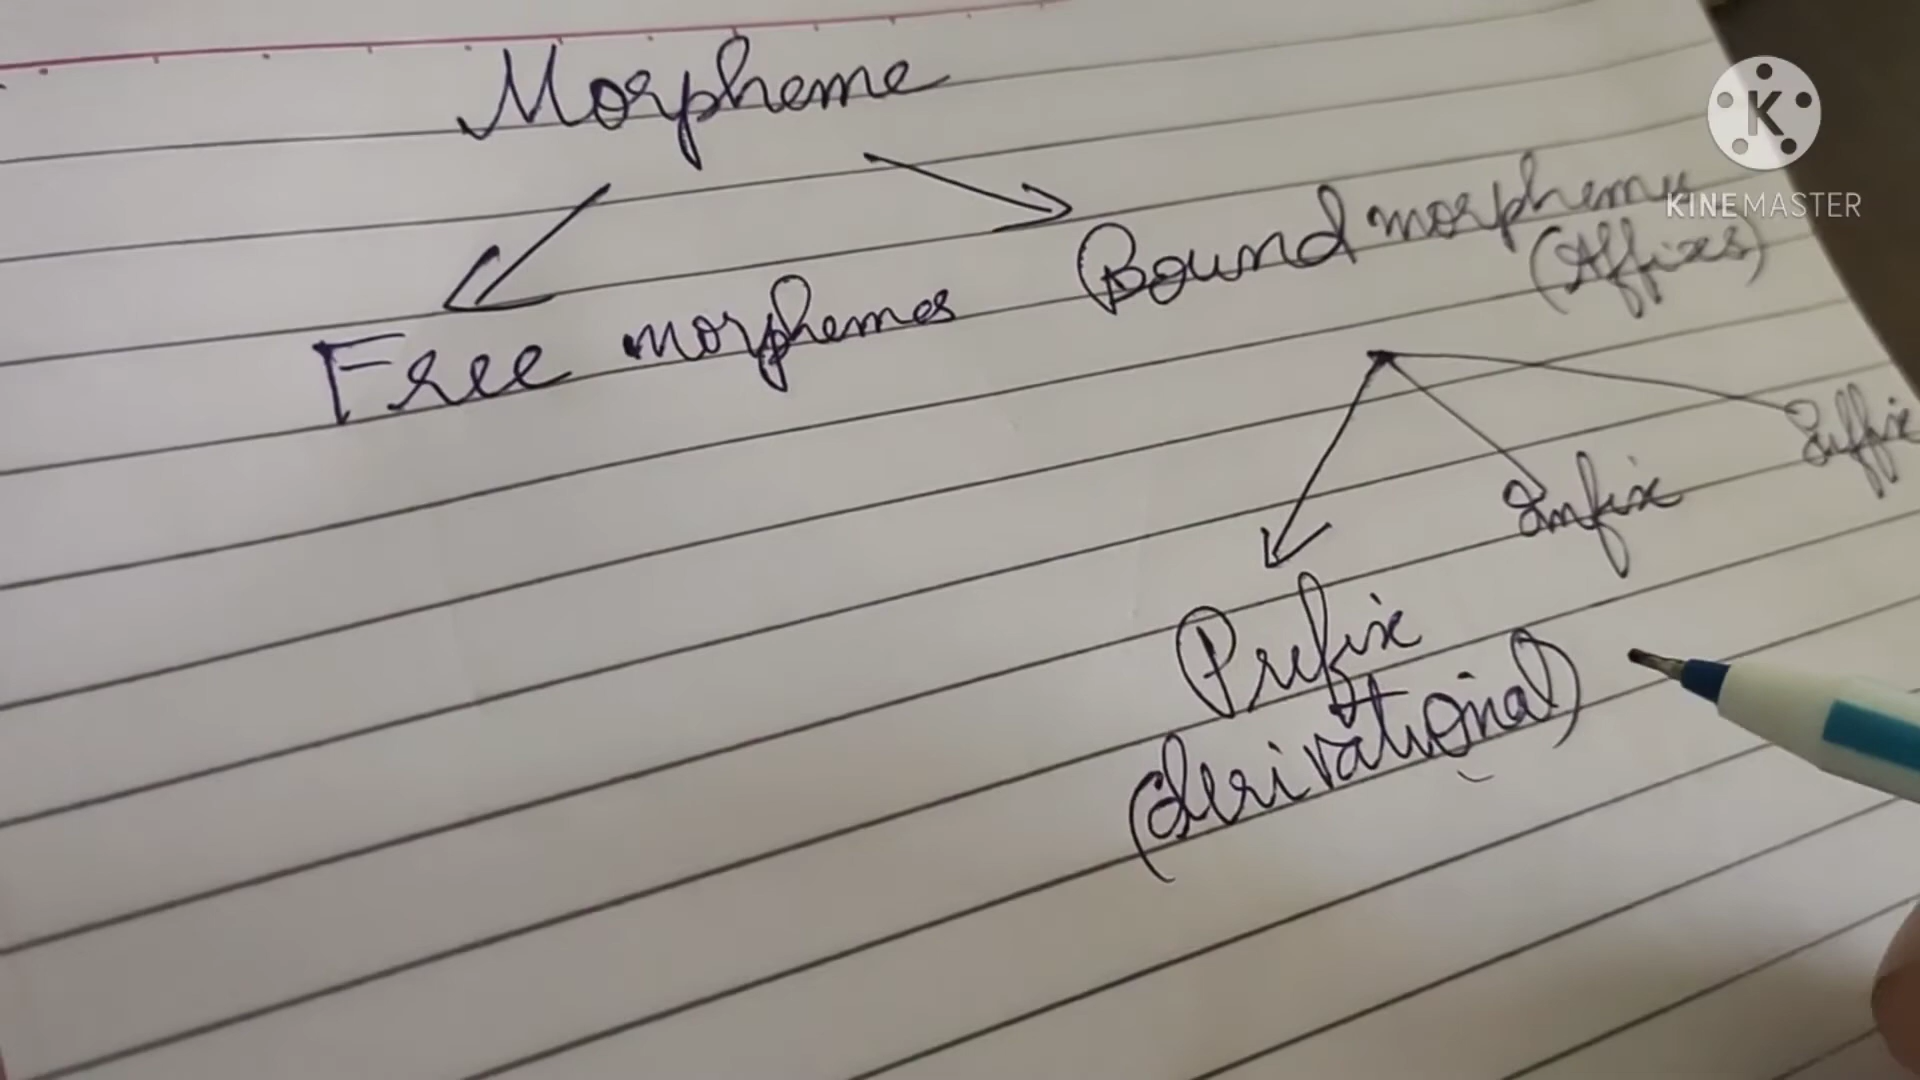 Morpheme
Free morphemes
Bound morphemes
(Affixes)
Prefix
(derivational)
Infix
Suffix
K
KINEMASTER